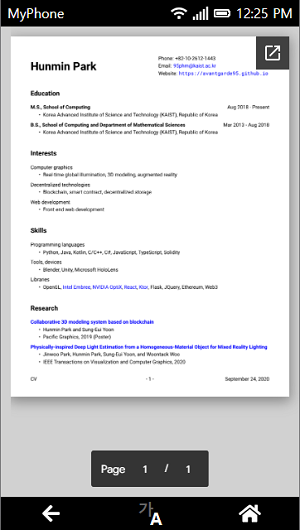 MyPhone 12:25 PM
Hunmin Park
Phone: +82-10-2612-1443
Email: 95phm@kaist.ac.kr
Website: https://avantgarde95.github.io
Education
M.S., School of Computing Aug 2018 - Present
• Korea Advanced Institute of Science and Technology (KAIST), Republic of Korea
B.S., School of Computing and Department of Mathematical Sciences Mar 2013 - Aug 2018
• Korea Advanced Institute of Science and Technology (KAIST), Republic of Korea
Interests
Computer graphics
• Real time global illumination, 3D modeling, augmented reality
Decentralized technologies
• Blockchain, smart contract, decentralized storage
Web development
• Front end web development
Skills
Programming languages
• Python, Java, Kotlin, C/C++, C#, JavaScript, TypeScript, Solidity
Tools, devices
• Blender, Unity, Microsoft HoloLens
Libraries
• OpenGL, Intel Embree, NVIDIA OptiX, React, Ktor, Flask, JQuery, Ethereum, Web3
Research
Collaborative 3D modeling system based on blockchain
• Hunmin Park and Sung-Eui Yoon
• Pacific Graphics, 2019 (Poster)
Physically-inspired Deep Light Estimation from a Homogeneous-Material Object for Mixed Reality Lighting
• Jinwoo Park, Hunmin Park, Sung-Eui Yoon, and Woontack Woo
• IEEE Transactions on Visualization and Computer Graphics, 2020
CV - 1 - September 24, 2020
Page 1 / 1
가A